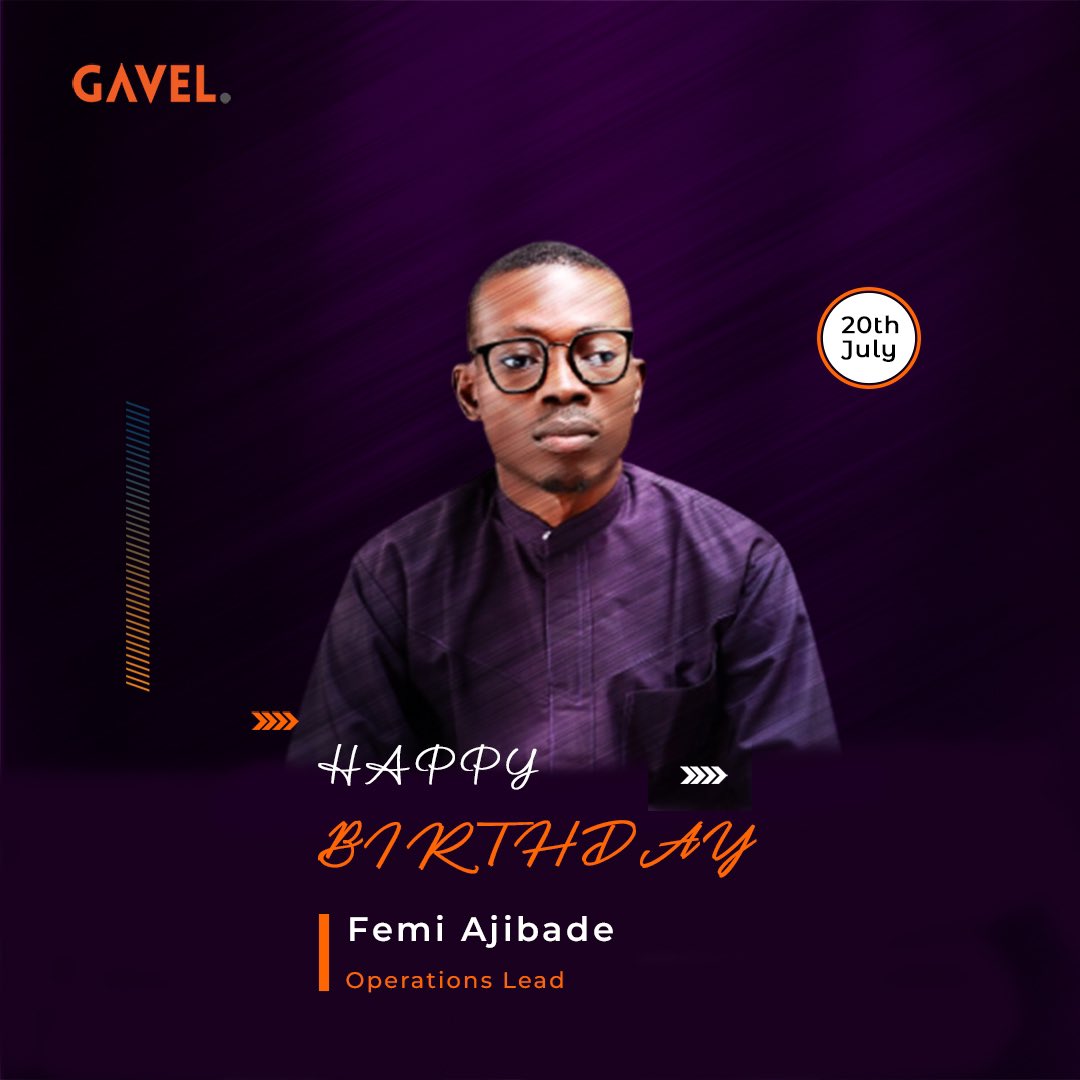 GAVEL.
20th
July
HAPPY
BIRTHDAY
Femi Ajibade
Operations Lead